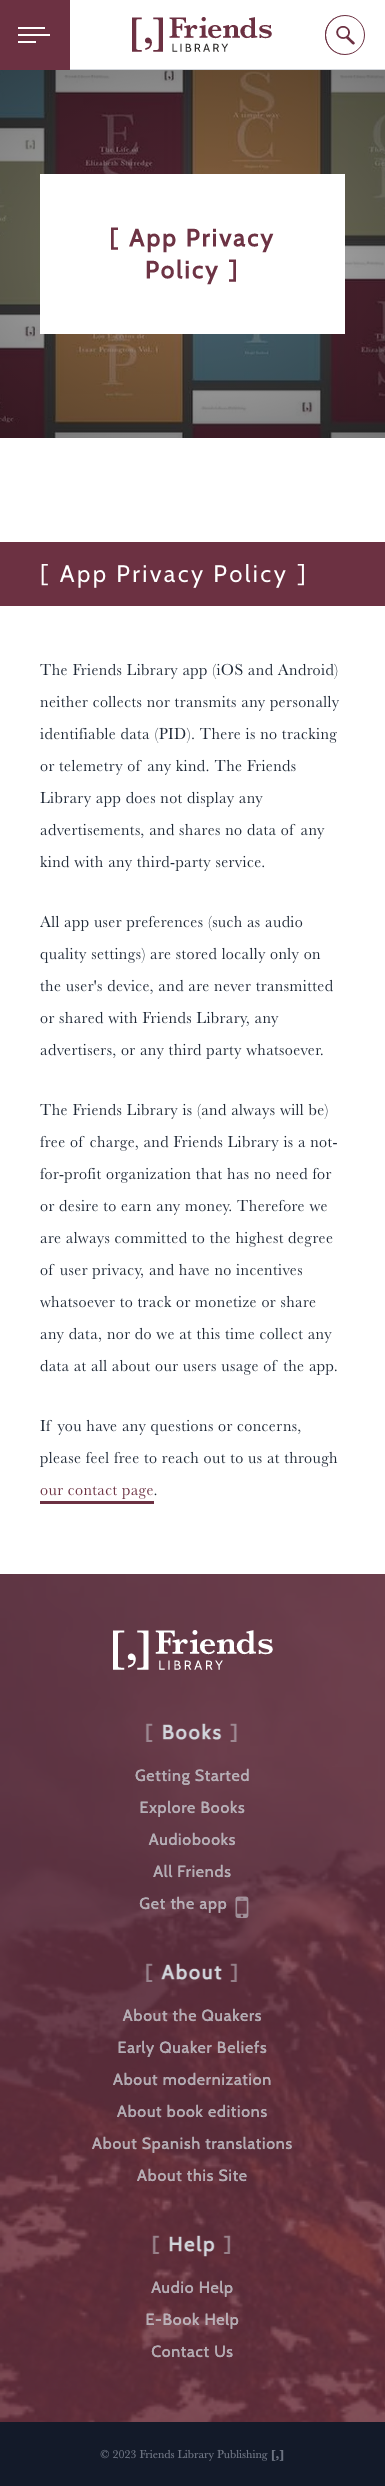 [,] Friends
LIBRARY
The Life of
Elizabeth Surridge
[ App Privacy
Policy ]
[ App Privacy Policy ]
The Friends Library app (iOS and Android)
neither collects nor transmits any personally
identifiable data (PID). There is no tracking
or telemetry of any kind. The Friends
Library app does not display any
advertisements, and shares no data of any
kind with any third-party service.
All app user preferences (such as audio
quality settings) are stored locally only on
the user's device, and are never transmitted
or shared with Friends Library, any
advertisers, or any third party whatsoever.
The Friends Library is (and always will be)
free of charge, and Friends Library is a not-
for-profit organization that has no need for
or desire to earn any money. Therefore we
are always committed to the highest degree
of user privacy, and have no incentives
whatsoever to track or monetize or share
any data, nor do we at this time collect any
data at all about our users usage of the app.
If you have any questions or concerns,
please feel free to reach out to us at through
our contact page.
[,] Friends
LIBRARY
[ Books ]
Getting Started
Explore Books
Audiobooks
All Friends
Get the app
[ About ]
About the Quakers
Early Quaker Beliefs
About modernization
About book editions
About Spanish translations
About this Site
[ Help ]
Audio Help
E-Book Help
Contact Us
© 2023 Friends Library Publishing [,]